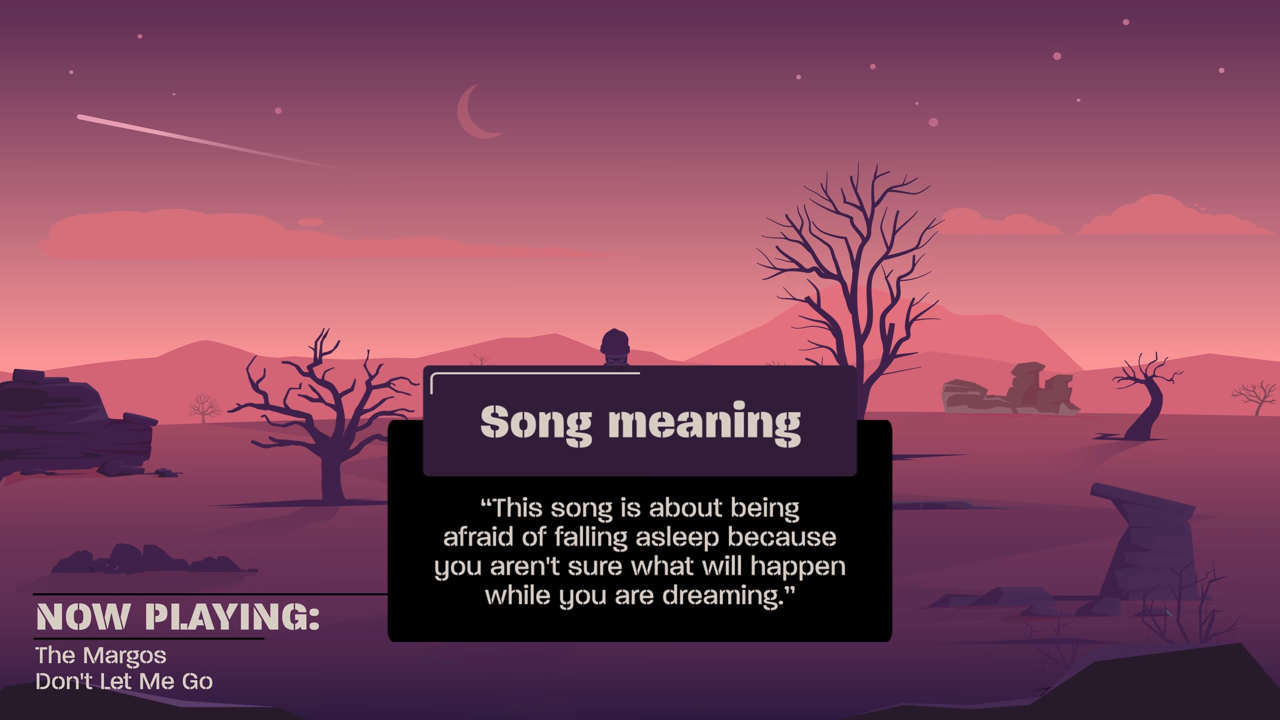 Song meaning
“This song is about being
afraid of falling asleep because
you aren't sure what will happen
while you are dreaming.”
NOW PLAYING:
The Margos
Don't Let Me Go